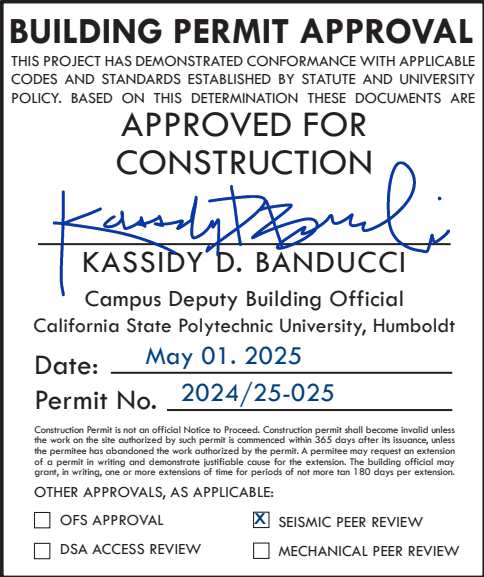 BUILDING PERMIT APPROVAL
THIS PROJECT HAS DEMONSTRATED CONFORMANCE WITH APPLICABLE
CODES AND STANDARDS ESTABLISHED BY STATUTE AND UNIVERSITY
POLICY. BASED ON THIS DETERMINATION THESE DOCUMENTS ARE
APPROVED FOR
CONSTRUCTION
KASSIDY D. BANDUCCI
Campus Deputy Building Official
California State Polytechnic University, Humboldt
Date: May 01. 2025
Permit No. 2024/25-025
Construction Permit is not an official Notice to Proceed. Construction permit shall become invalid unless
the work on the site authorized by such permit is commenced within 365 days after its issuance, unless
the permitee has abandoned the work authorized by the permit. A permitee may request an extension
of a permit in writing and demonstrate justifiable cause for the extension. The building official may
grant, in writing, one or more extensions of time for periods of not more tan 180 days per extension.
OTHER APPROVALS, AS APPLICABLE:
OFS APPROVAL
X SEISMIC PEER REVIEW
DSA ACCESS REVIEW
MECHANICAL PEER REVIEW